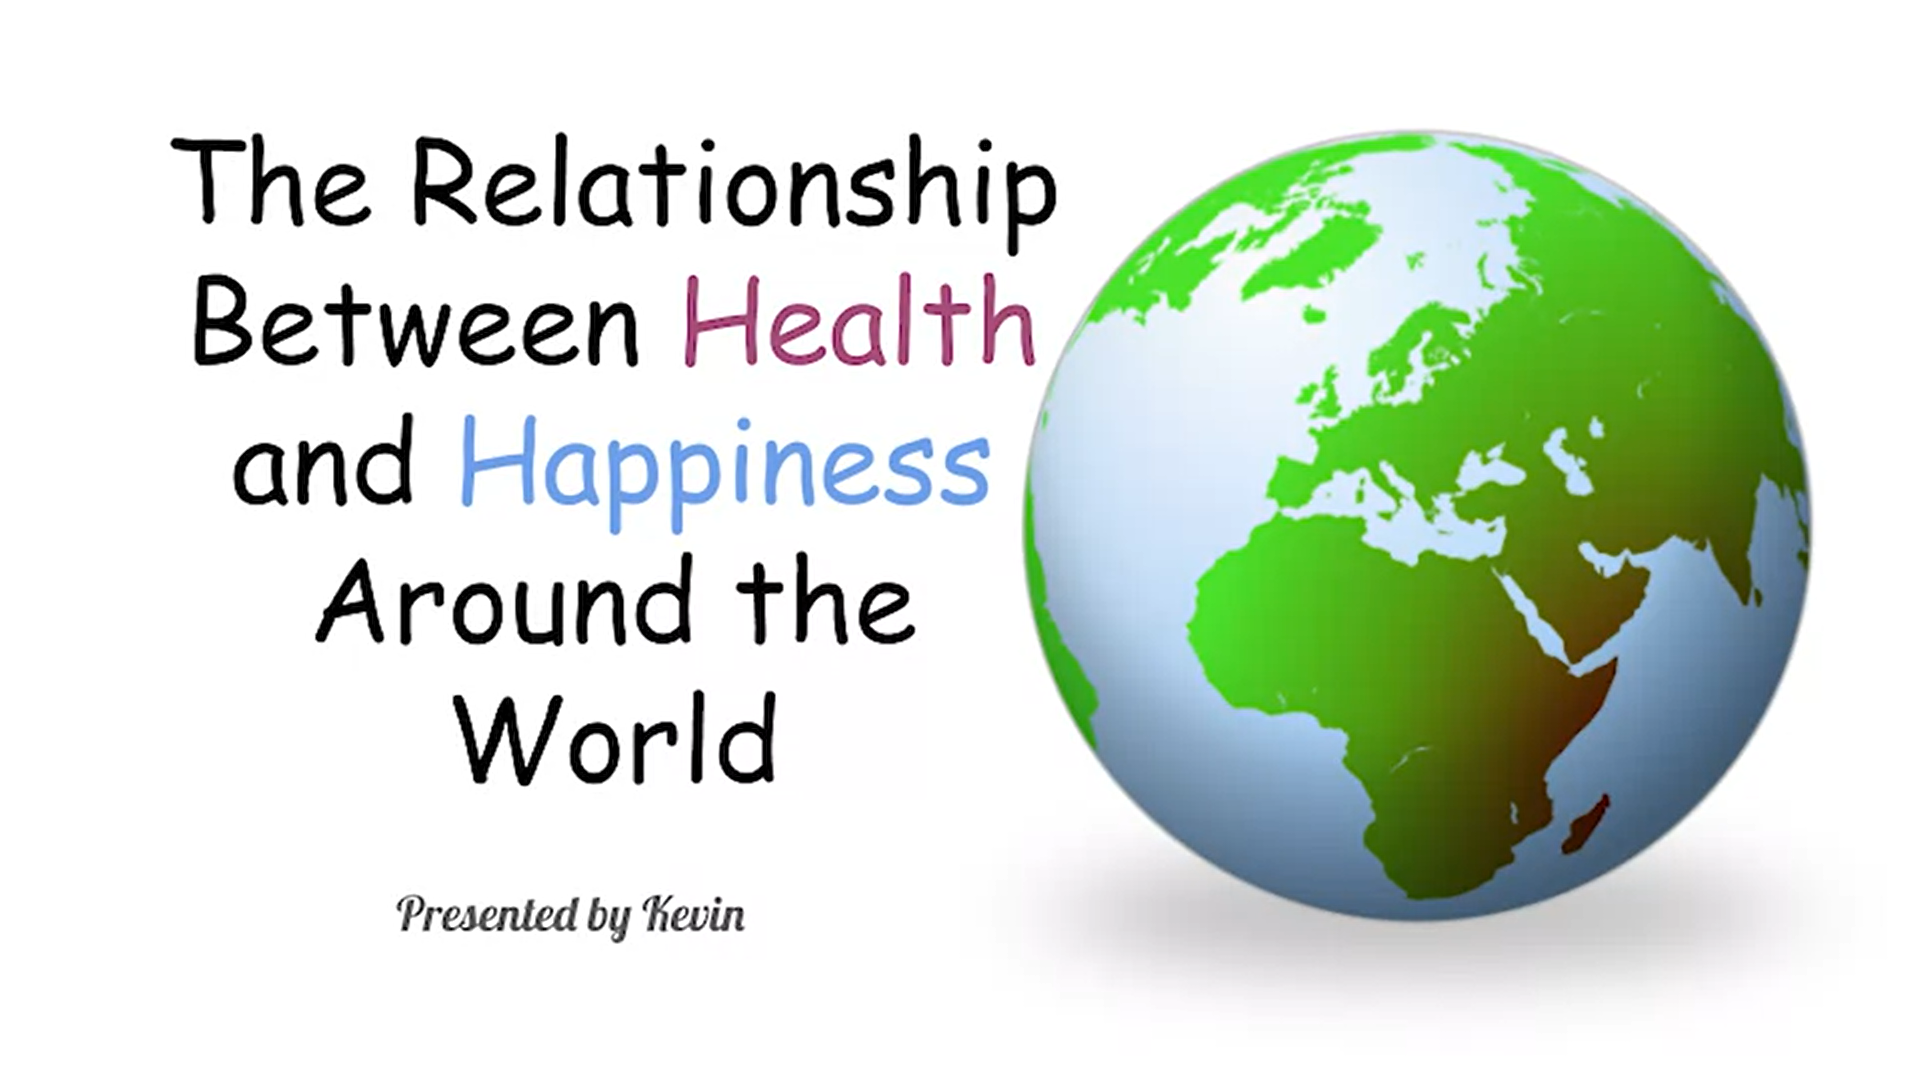 The Relationship
Between Health
and Happiness
Around the
World
Presented by Kevin